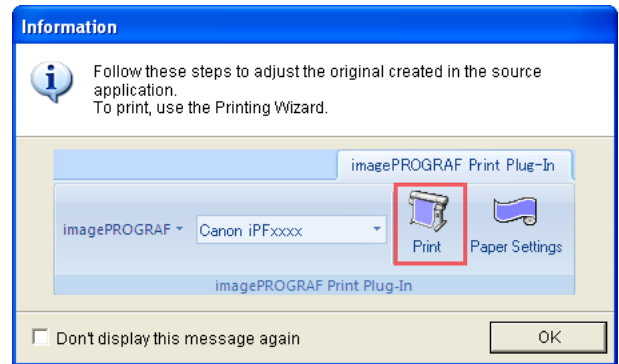 Information
Follow these steps to adjust the original created in the source
application.
To print, use the Printing Wizard.
imagePROGRAF Print Plug-In
imagePROGRAF
Canon iPFxxxx
Print
Paper Settings
imagePROGRAF Print Plug-In
Don't display this message again
OK